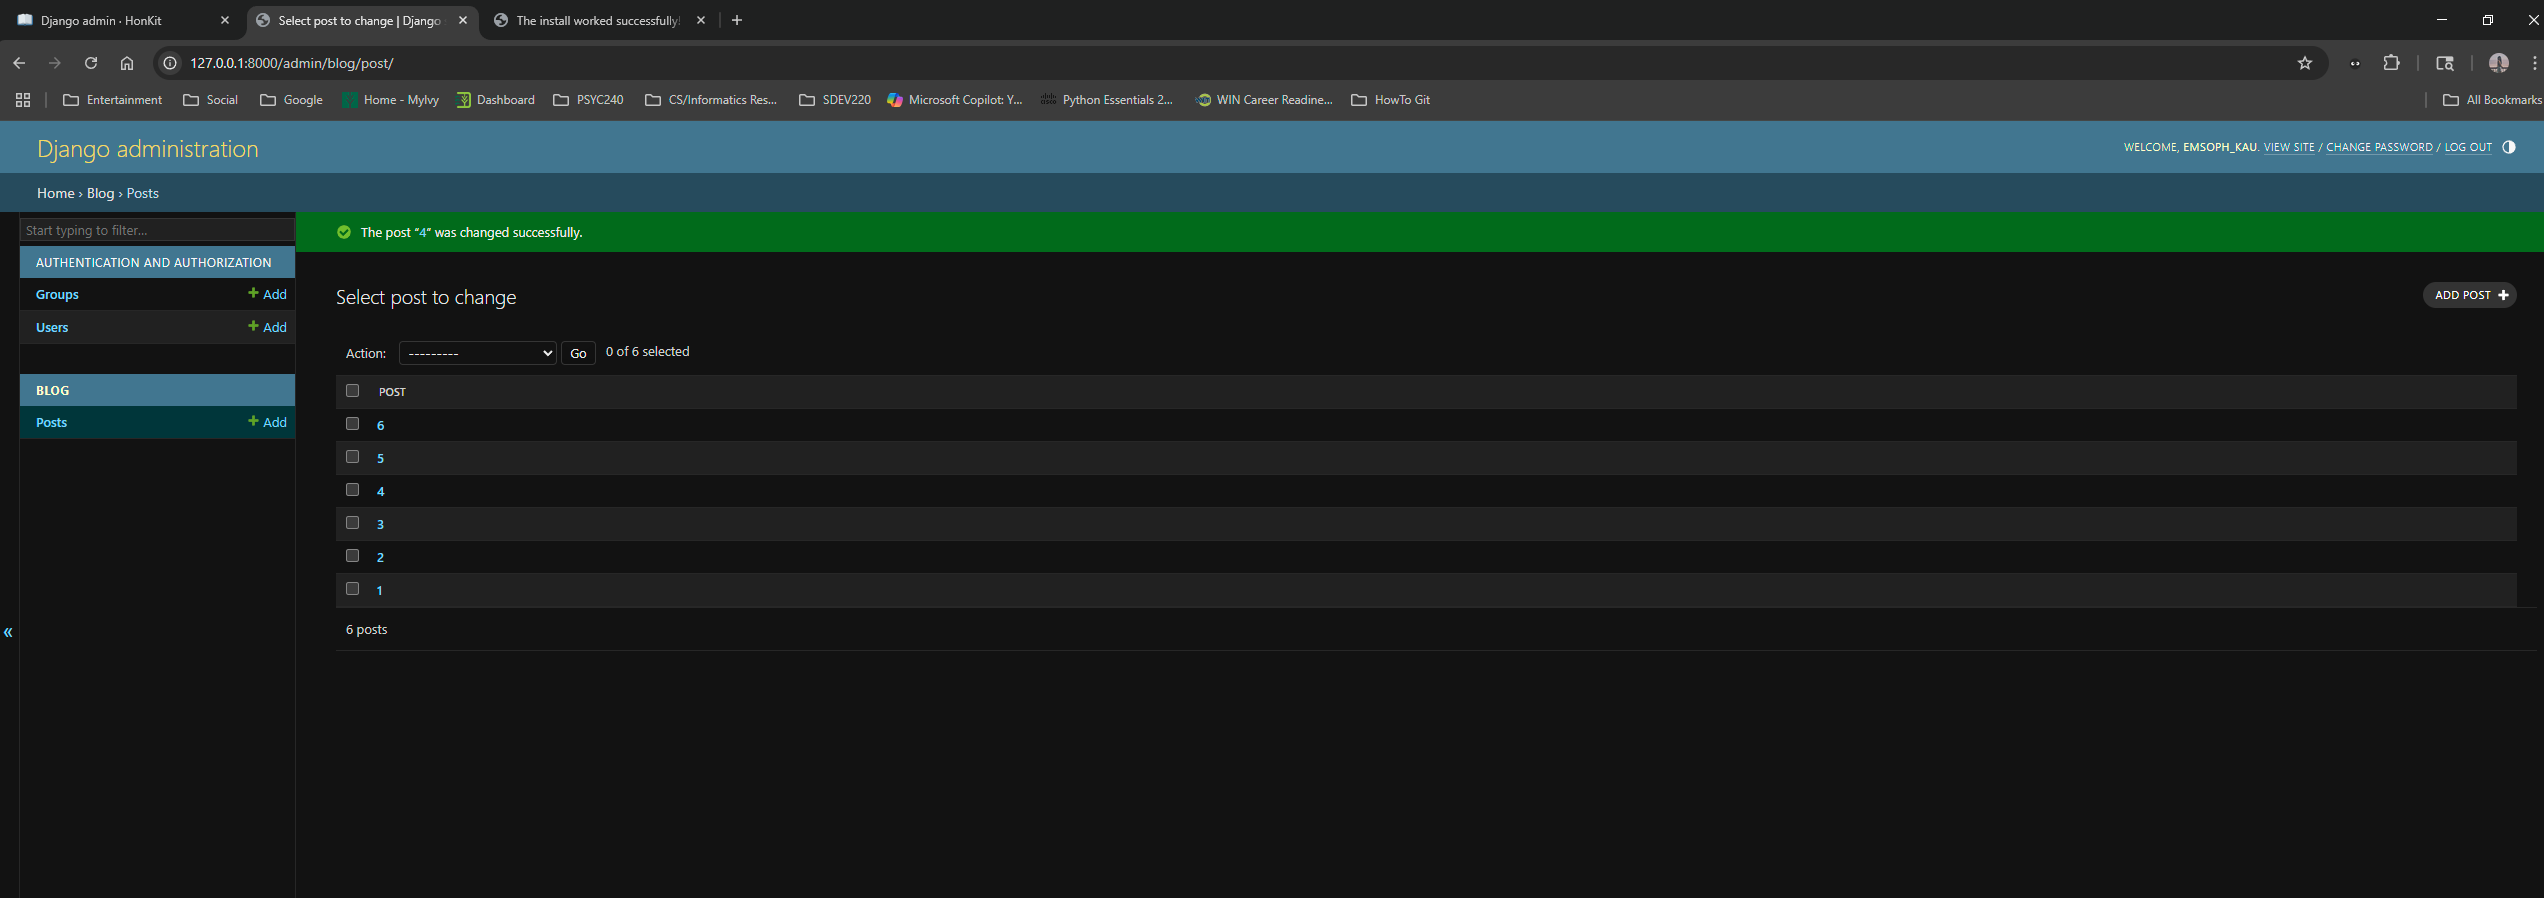 Django admin · HonKit
Select post to change | Django
The install worked successfully!
127.0.0.1:8000/admin/blog/post/
Entertainment
Social
Google
Home - MyIvy
Dashboard
PSYC240
CS/Informatics Res...
SDEV220
Microsoft Copilot: Y...
Python Essentials 2...
WIN Career Readine...
HowTo Git
All Bookmarks
Django administration
WELCOME, EMSOPH_KAU. VIEW SITE / CHANGE PASSWORD / LOG OUT
Home › Blog › Posts
Start typing to filter...
AUTHENTICATION AND AUTHORIZATION
Groups
+ Add
Users
+ Add
BLOG
Posts
+ Add
The post “4” was changed successfully.
Select post to change
ADD POST +
Action: --------- Go 0 of 6 selected
POST
6
5
4
3
2
1
6 posts
«